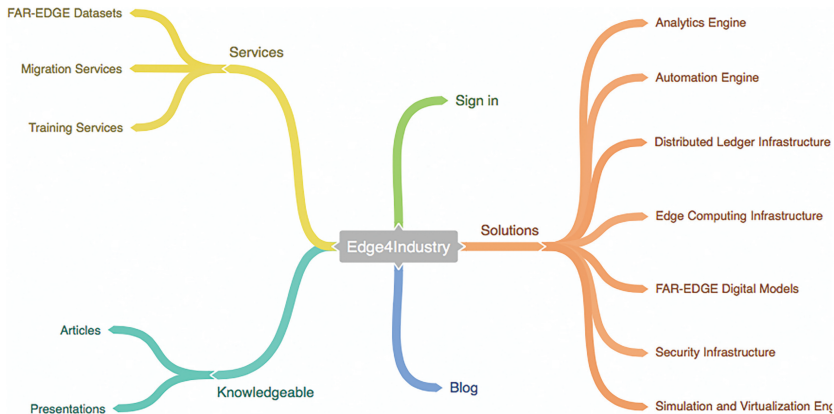 FAR-EDGE Datasets
Services
Migration Services
Training Services
Sign in
Edge4Industry
Solutions
Analytics Engine
Automation Engine
Distributed Ledger Infrastructure
Edge Computing Infrastructure
FAR-EDGE Digital Models
Security Infrastructure
Simulation and Virtualization Eng
Articles
Knowledgeable
Presentations
Blog